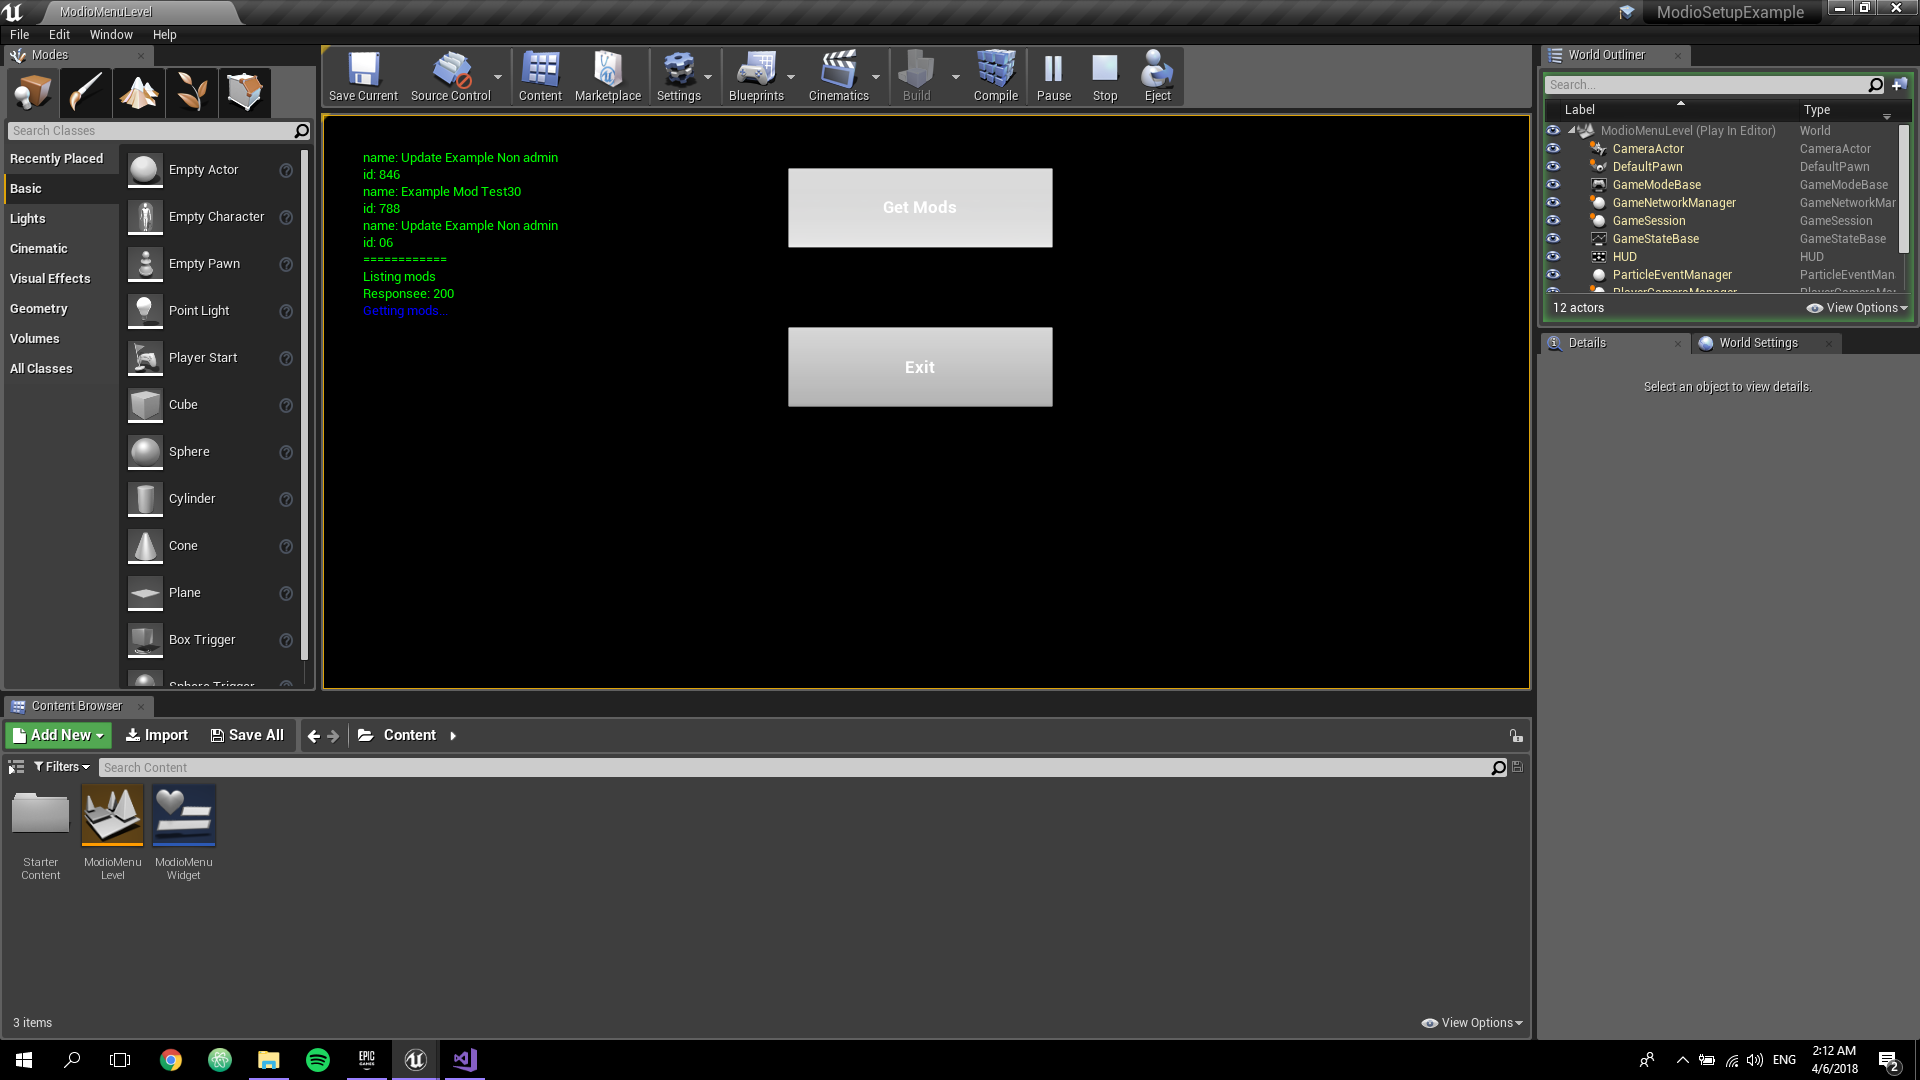 ModioMenuLevel
ModioSetupExample
File Edit Window Help
Modes
Search Classes
Recently Placed
Basic
Lights
Cinematic
Visual Effects
Geometry
Volumes
All Classes
Empty Actor
Empty Character
Empty Pawn
Point Light
Player Start
Cube
Sphere
Cylinder
Cone
Plane
Box Trigger
Sphere Trigger
Save Current
Source Control
Content
Marketplace
Settings
Blueprints
Cinematics
Build
Compile
Pause
Stop
Eject
name: Update Example Non admin
id: 846
name: Example Mod Test30
id: 788
name: Update Example Non admin
id: 06
============
Listing mods
Responsee: 200
Getting mods...
Get Mods
Exit
World Outliner
Search...
Label Type
ModioMenuLevel (Play In Editor) World
CameraActor CameraActor
DefaultPawn DefaultPawn
GameModeBase GameModeBase
GameNetworkManager GameNetworkMar
GameSession GameSession
GameStateBase GameStateBase
HUD HUD
ParticleEventManager ParticleEventMan
PlayerCameraManager PlayerCameraMar
12 actors View Options
Details World Settings
Select an object to view details.
Content Browser
Add New Import Save All Content
Filters Search Content
Starter
Content
ModioMenu
Level
ModioMenu
Widget
3 items View Options
EPIC
GAMES
ENG
2:12 AM
4/6/2018
2